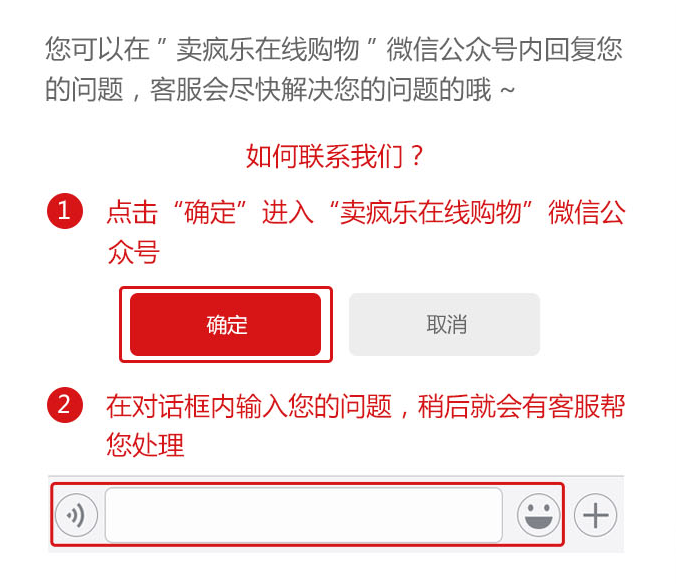 您可以在 ” 卖疯乐在线购物 ” 微信公众号内回复您
的问题，客服会尽快解决您的问题的哦 ~
如何联系我们？
1 点击 “确定” 进入 “卖疯乐在线购物” 微信公
众号
确定 取消
2 在对话框内输入您的问题，稍后就会有客服帮
您处理